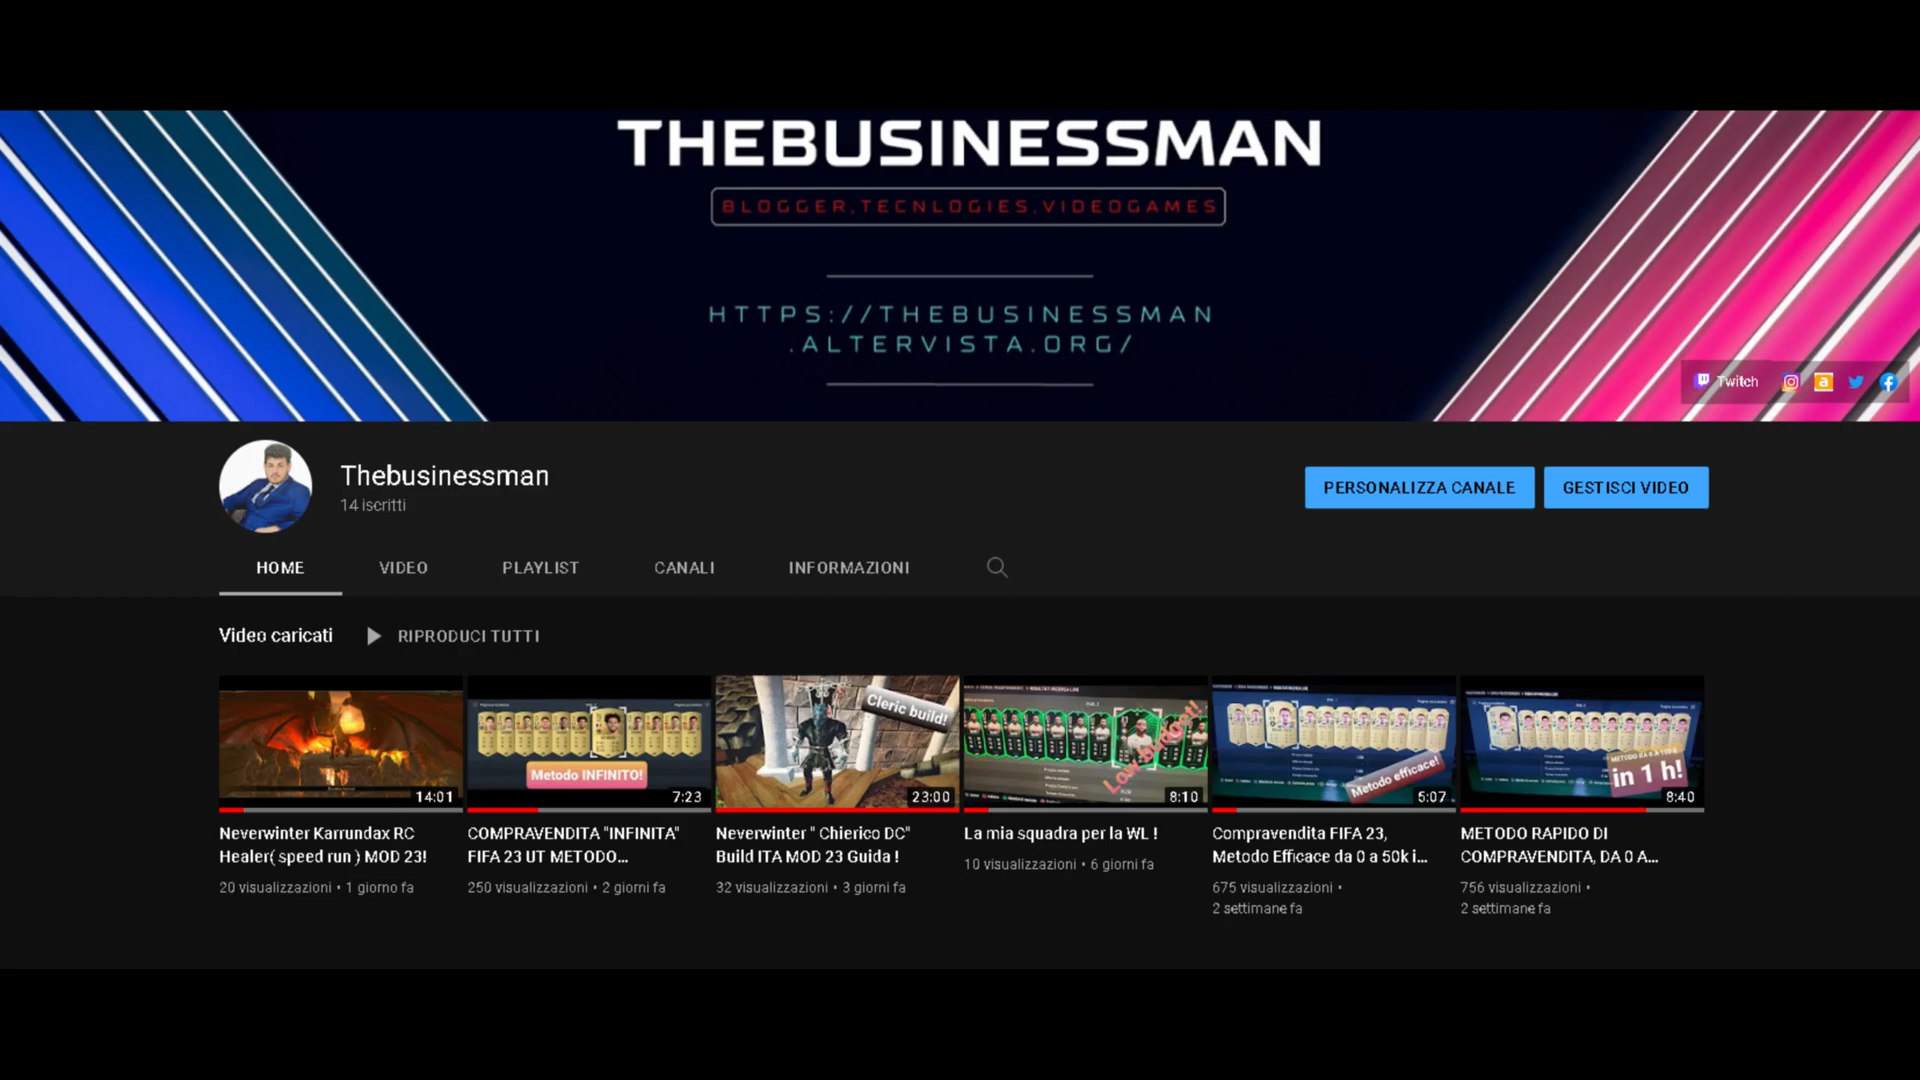 THEBUSINESSMAN
BLOGGER,TECNLOGIES,VIDEOGAMES
HTTPS://THEBUSINESSMAN
.ALTERVISTA.ORG/
Twitch
Thebusinessman
14 iscritti
PERSONALIZZA CANALE
GESTISCI VIDEO
HOME
VIDEO
PLAYLIST
CANALI
INFORMAZIONI
Video caricati
RIPRODUCI TUTTI
14:01
Metodo INFINITO!
7:23
Cleric build!
23:00
Low budget!
8:10
Metodo efficace!
5:07
in 1 h!
8:40
Neverwinter Karrundax RC
Healer( speed run ) MOD 23!
20 visualizzazioni • 1 giorno fa
COMPRAVENDITA "INFINITA"
FIFA 23 UT METODO...
250 visualizzazioni • 2 giorni fa
Neverwinter " Chierico DC"
Build ITA MOD 23 Guida !
32 visualizzazioni • 3 giorni fa
La mia squadra per la WL !
10 visualizzazioni • 6 giorni fa
Compravendita FIFA 23,
Metodo Efficace da 0 a 50k i...
675 visualizzazioni •
2 settimane fa
METODO RAPIDO DI
COMPRAVENDITA, DA 0 A...
756 visualizzazioni •
2 settimane fa